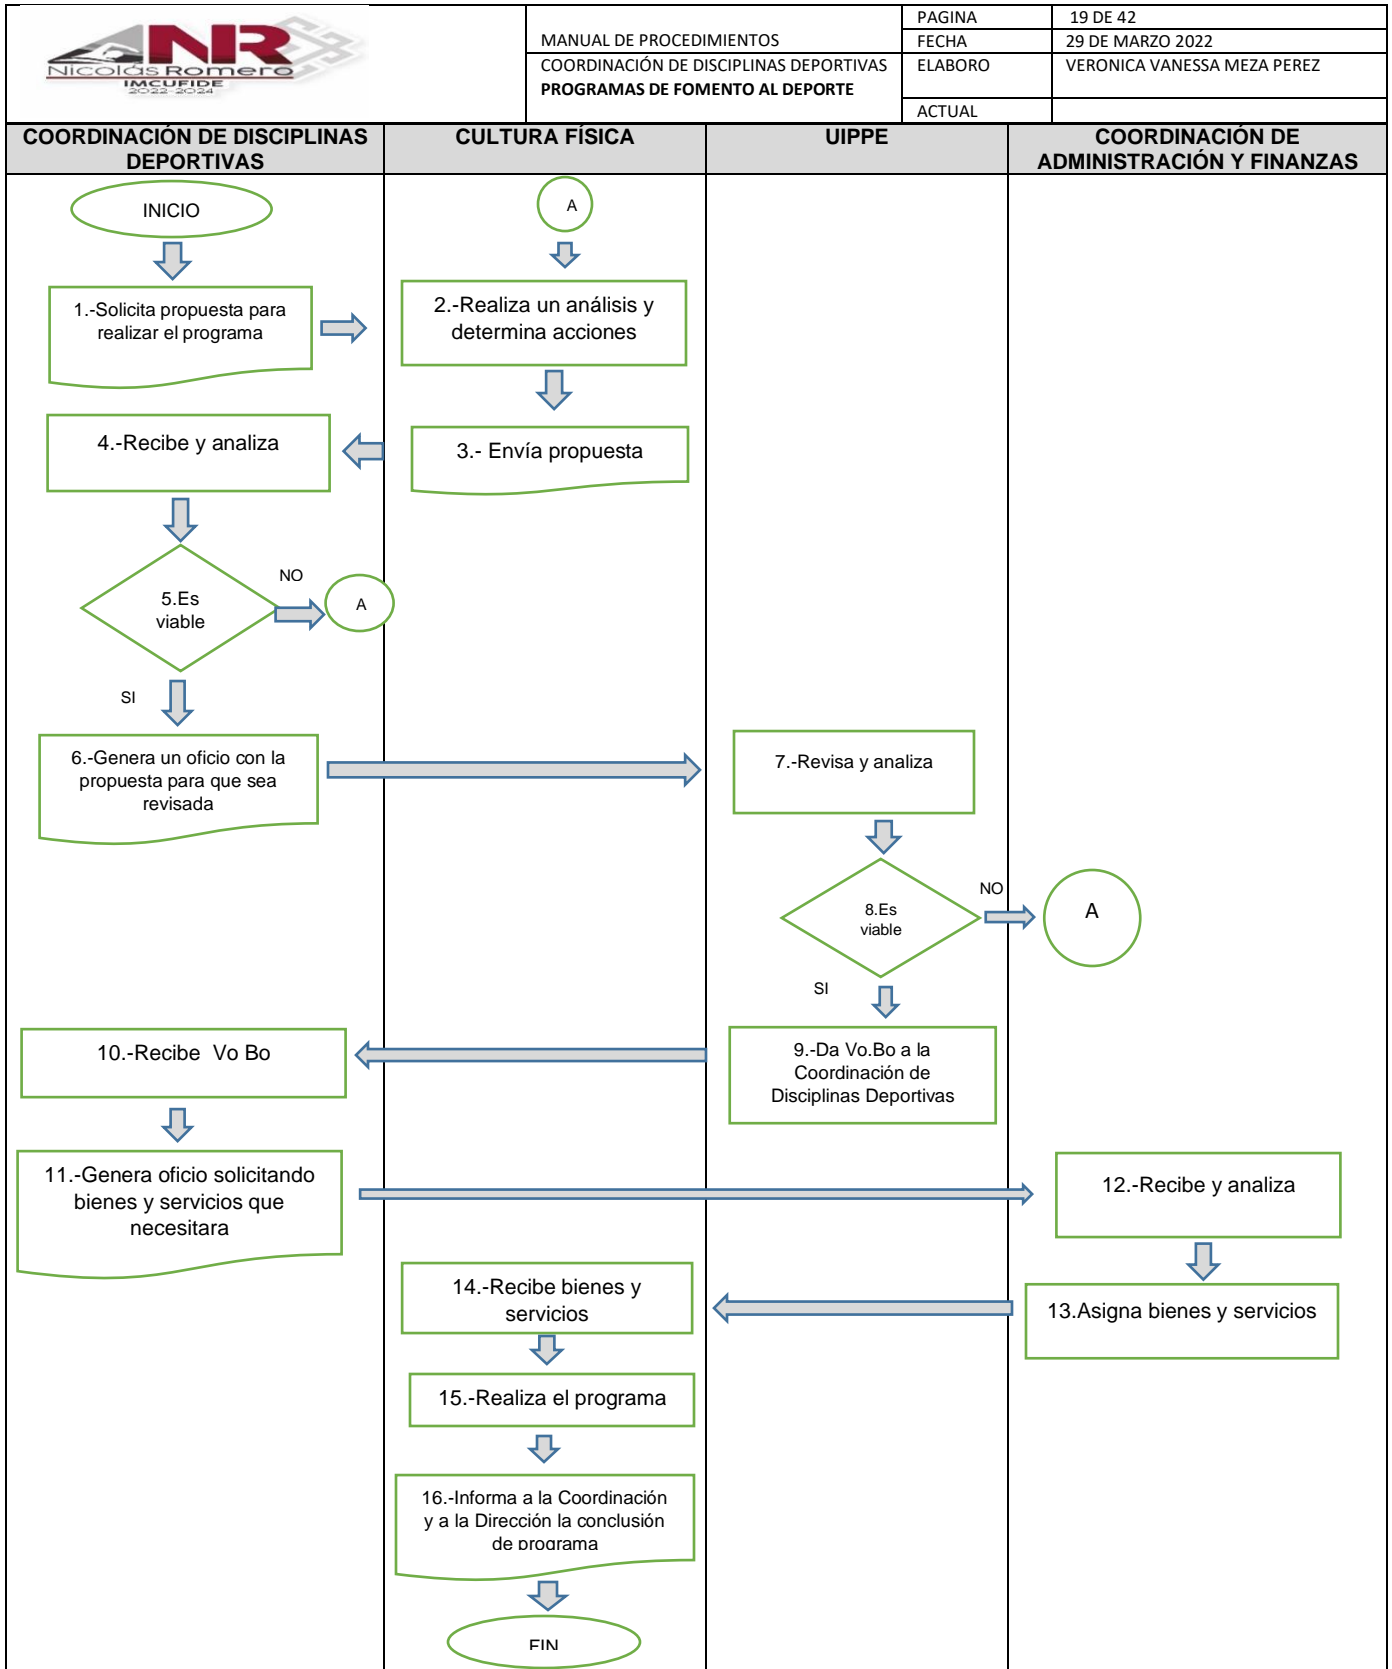 NR
Nicolás Romero
IMCUFIDE
2022-2024
MANUAL DE PROCEDIMIENTOS
COORDINACIÓN DE DISCIPLINAS DEPORTIVAS
PROGRAMAS DE FOMENTO AL DEPORTE
PAGINA 19 DE 42
FECHA 29 DE MARZO 2022
ELABORO VERONICA VANESSA MEZA PEREZ
ACTUAL
COORDINACIÓN DE DISCIPLINAS
DEPORTIVAS
CULTURA FÍSICA
UIPPE
COORDINACIÓN DE
ADMINISTRACIÓN Y FINANZAS
INICIO
A
1.-Solicita propuesta para
realizar el programa
2.-Realiza un análisis y
determina acciones
3.- Envía propuesta
4.-Recibe y analiza
5.Es
viable
NO
A
SI
6.-Genera un oficio con la
propuesta para que sea
revisada
7.-Revisa y analiza
8.Es
viable
NO
A
SI
9.-Da Vo.Bo a la
Coordinación de
Disciplinas Deportivas
10.-Recibe Vo Bo
11.-Genera oficio solicitando
bienes y servicios que
necesitara
12.-Recibe y analiza
13.Asigna bienes y servicios
14.-Recibe bienes y
servicios
15.-Realiza el programa
16.-Informa a la Coordinación
y a la Dirección la conclusión
de programa
FIN